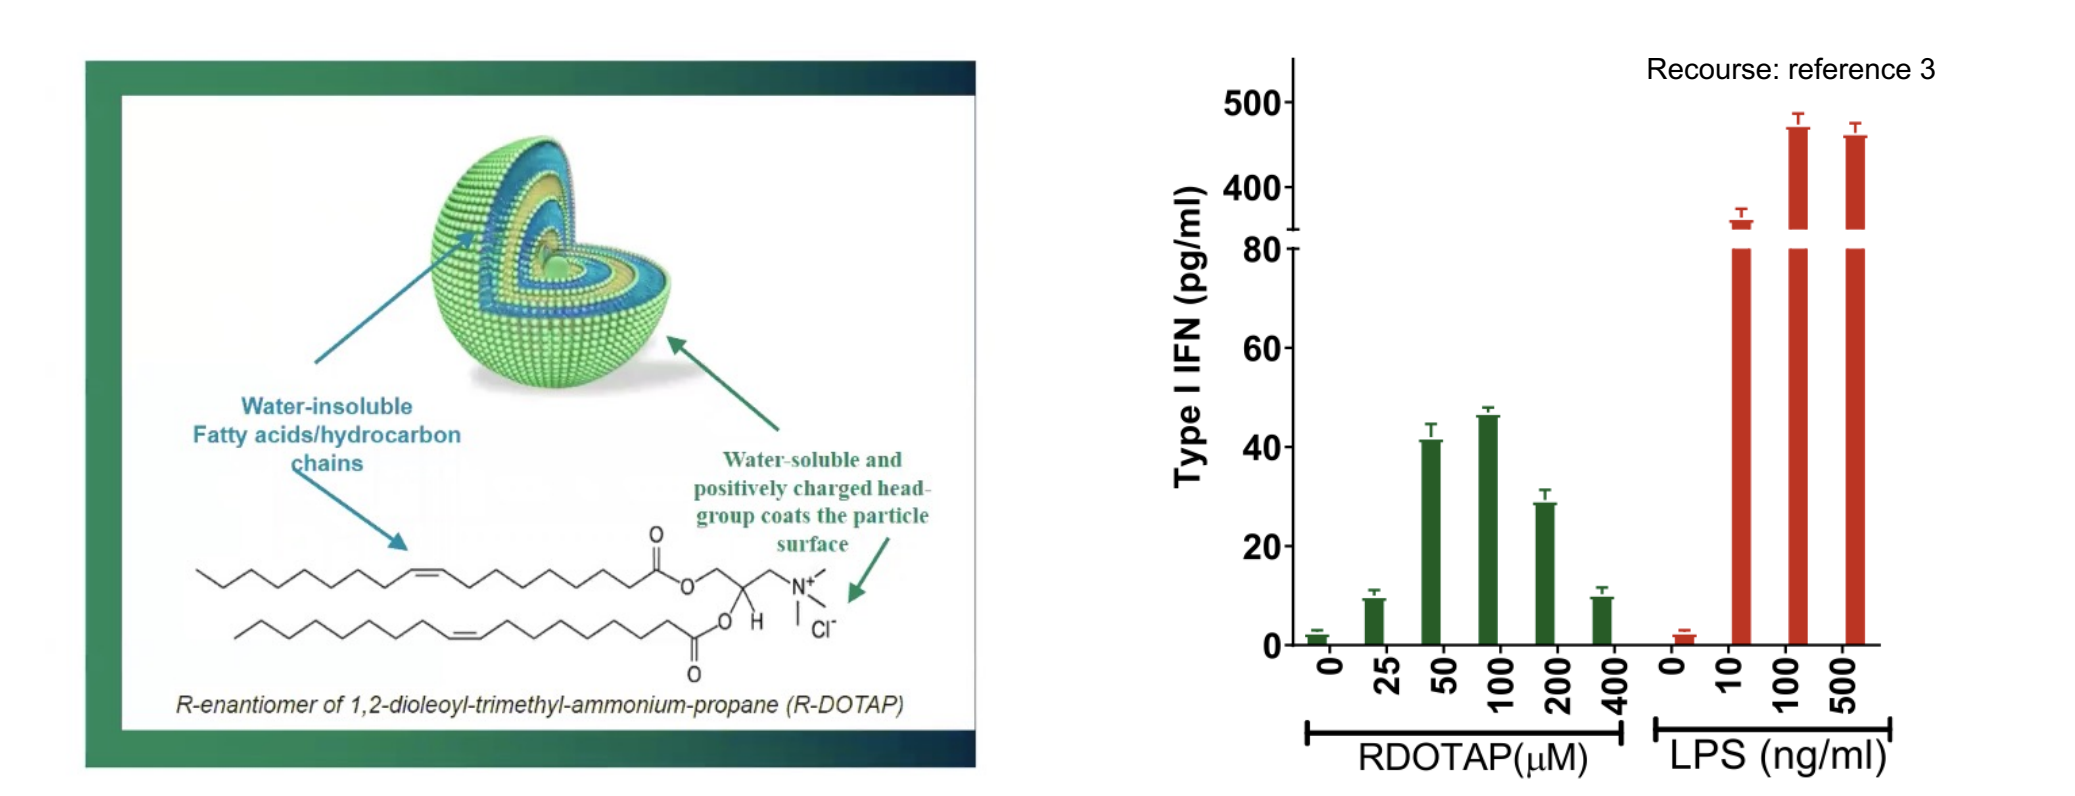 Water-insoluble
Fatty acids/hydrocarbon
chains
Water-soluble and
positively charged head-
group coats the particle
surface
O
O
N+
O
H
Cl-
O
R-enantiomer of 1,2-dioleoyl-trimethyl-ammonium-propane (R-DOTAP)
Recourse: reference 3
Type I IFN (pg/ml)
500
400
80
60
40
20
0
0 25 50 100 200 400 0 10 100 500
RDOTAP(μM) LPS (ng/ml)